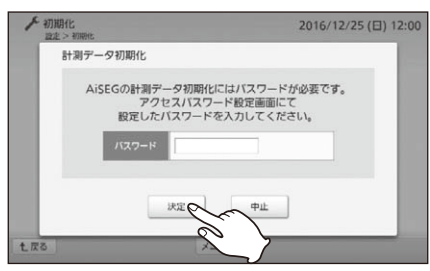 初期化
設定 > 初期化
2016/12/25 (日) 12:00
計測データ初期化
AiSEGの計測データ初期化にはパスワードが必要です。
アクセスパスワード設定画面にて
設定したパスワードを入力してください。
パスワード
決定
中止
戻る